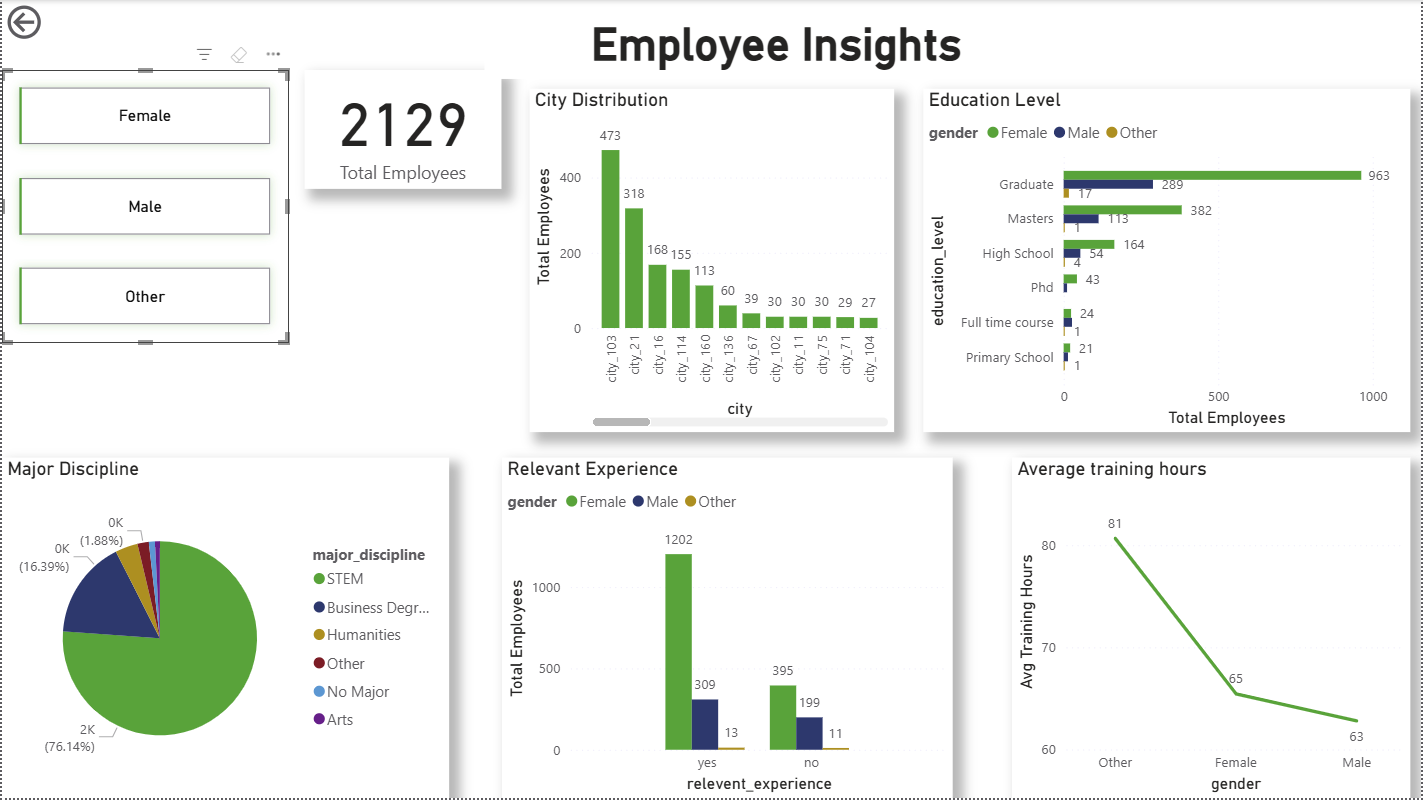 Employee Insights
Female
Male
Other
2129
Total Employees
City Distribution
Total Employees
400
200
0
473
318
168
155
113
60
39
30
30
30
29
27
city_103
city_21
city_16
city_114
city_160
city_136
city_67
city_102
city_11
city_75
city_71
city_104
city
Education Level
gender Female Male Other
education_level
Graduate 963 289 17
Masters 382 113 1
High School 164 54 4
Phd 43
Full time course 24 1
Primary School 21 1
0 500 1000
Total Employees
Major Discipline
0K
(1.88%)
0K
(16.39%)
2K
(76.14%)
major_discipline
STEM
Business Degr...
Humanities
Other
No Major
Arts
Relevant Experience
gender Female Male Other
Total Employees
1000
500
0
1202
309
13
395
199
11
yes no
relevent_experience
Average training hours
Avg Training Hours
80
70
60
81
65
63
Other Female Male
gender